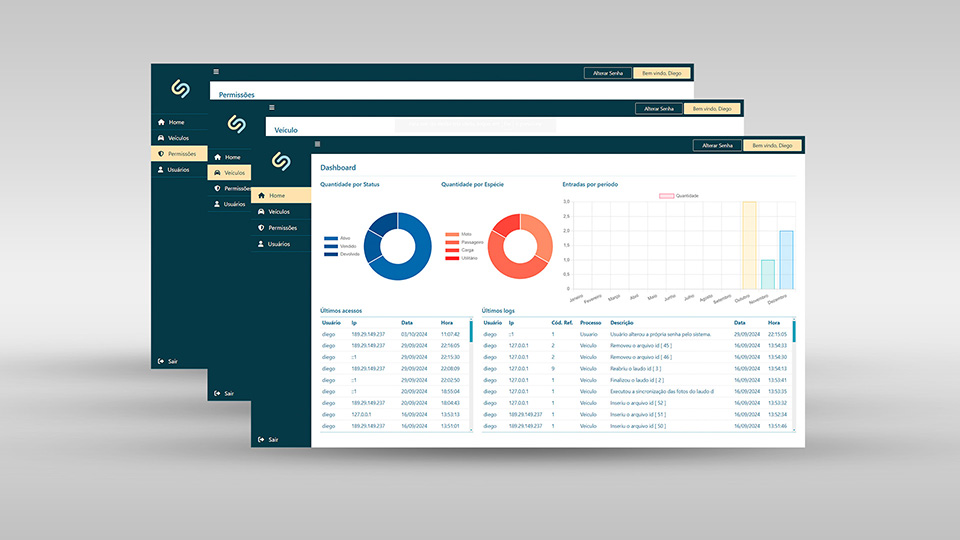 Alterar Senha
Bem vindo, Diego
Permissões
Home
Veículos
Permissões
Usuários
Sair
Alterar Senha
Bem vindo, Diego
Veículo
Home
Veículos
Permissões
Usuários
Sair
Alterar Senha
Bem vindo, Diego
Home
Veículos
Permissões
Usuários
Sair
Dashboard
Quantidade por Status
Ativo
Vendido
Devolvido
Quantidade por Espécie
Moto
Passageiro
Carga
Utilitário
Entradas por período
Quantidade
3.0
2.5
2.0
1.5
1.0
0.5
0
Janeiro Fevereiro Março Abril Maio Junho Julho Agosto Setembro Outubro Novembro Dezembro
Últimos acessos
Usuário Ip Data Hora
diego 189.29.149.237 03/10/2024 11:07:42
diego 189.29.149.237 29/09/2024 22:16:05
diego ::1 29/09/2024 22:15:30
diego 189.29.149.237 29/09/2024 22:08:09
diego ::1 29/09/2024 22:02:50
diego ::1 20/09/2024 18:55:04
diego 189.29.149.237 20/09/2024 18:04:43
diego 127.0.0.1 16/09/2024 13:53:13
diego 189.29.149.237 16/09/2024 13:51:01
Últimos logs
Usuário Ip Cód. Ref. Processo Descrição Data Hora
diego ::1 1 Usuario Usuário alterou a própria senha pelo sistema. 29/09/2024 22:15:05
diego 127.0.0.1 2 Veiculo Removeu o arquivo id [ 45 ] 16/09/2024 13:54:33
diego 127.0.0.1 2 Veiculo Removeu o arquivo id [ 46 ] 16/09/2024 13:54:30
diego 127.0.0.1 9 Veiculo Reabriu o laudo id [ 3 ] 16/09/2024 13:54:13
diego 127.0.0.1 1 Veiculo Finalizou o laudo id [ 2 ] 16/09/2024 13:53:41
diego 127.0.0.1 1 Veiculo Executou a sincronização das fotos do laudo d 16/09/2024 13:53:35
diego 127.0.0.1 1 Veiculo Inseriu o arquivo id [ 52 ] 16/09/2024 13:52:56
diego 127.0.0.1 1 Veiculo Inseriu o arquivo id [ 51 ] 16/09/2024 13:52:34
diego 189.29.149.237 1 Veiculo Inseriu o arquivo id [ 50 ] 16/09/2024 13:51:46